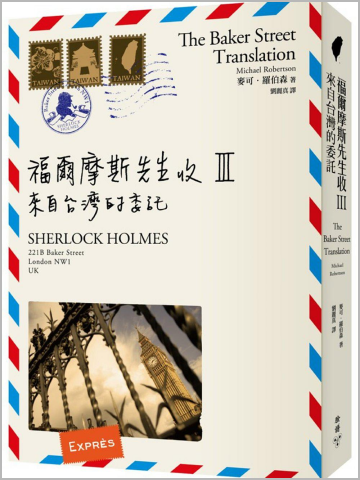 The Baker Street
Translation
Michael Robertson
麥可・羅伯森 著
劉麗真 譯
TAIWAN
TAIWAN
TAIWAN
福爾摩斯先生收 III
來自台灣的委託
SHERLOCK HOLMES
221B Baker Street
London NW1
UK
EXPRÈS
福爾摩斯先生收 III
來自台灣的委託
The
Baker Street
Translation
Michael
Robertson
麥可・羅伯森 著
劉麗真 譯
臉譜